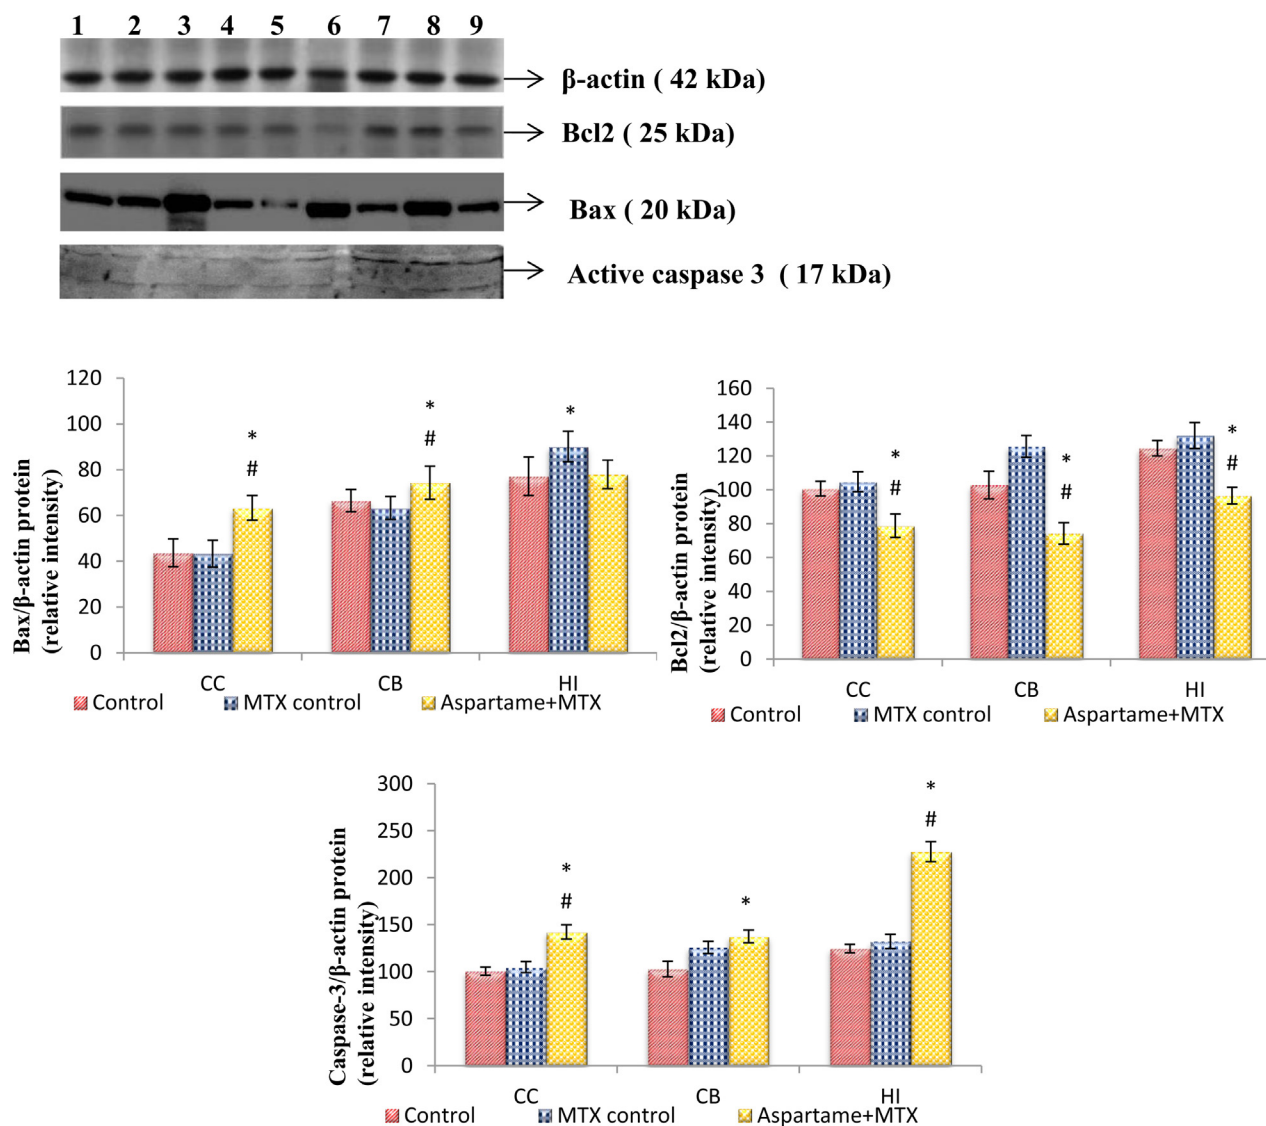 1 2 3 4 5 6 7 8 9
β-actin ( 42 kDa)
Bcl2 ( 25 kDa)
Bax ( 20 kDa)
Active caspase 3 ( 17 kDa)
Bax/β-actin protein
(relative intensity)
120
100
80
60
40
20
0
*
#
*
#
*
CC CB HI
Control MTX control Aspartame+MTX
Bcl2/β-actin protein
(relative intensity)
160
140
120
100
80
60
40
20
0
*
#
*
#
*
#
CC CB HI
Control MTX control Aspartame+MTX
Caspase-3/β-actin protein
(relative intensity)
300
250
200
150
100
50
0
*
#
*
*
#
CC CB HI
Control MTX control Aspartame+MTX